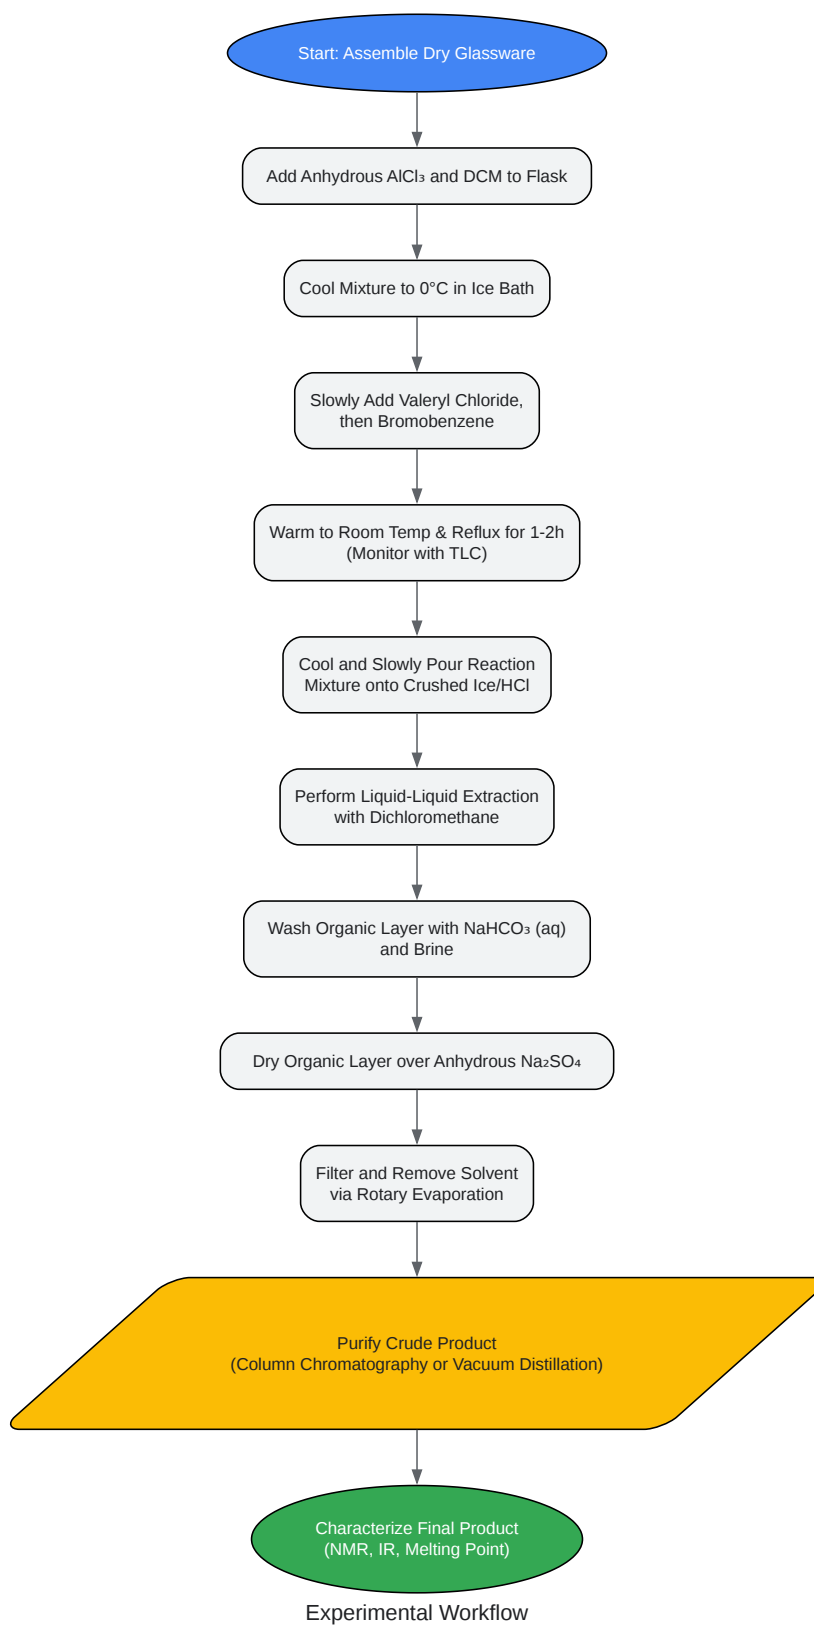 Start: Assemble Dry Glassware
Add Anhydrous AlCl₃ and DCM to Flask
Cool Mixture to 0°C in Ice Bath
Slowly Add Valeryl Chloride,
then Bromobenzene
Warm to Room Temp & Reflux for 1-2h
(Monitor with TLC)
Cool and Slowly Pour Reaction
Mixture onto Crushed Ice/HCl
Perform Liquid-Liquid Extraction
with Dichloromethane
Wash Organic Layer with NaHCO₃ (aq)
and Brine
Dry Organic Layer over Anhydrous Na₂SO₄
Filter and Remove Solvent
via Rotary Evaporation
Purify Crude Product
(Column Chromatography or Vacuum Distillation)
Characterize Final Product
(NMR, IR, Melting Point)
Experimental Workflow